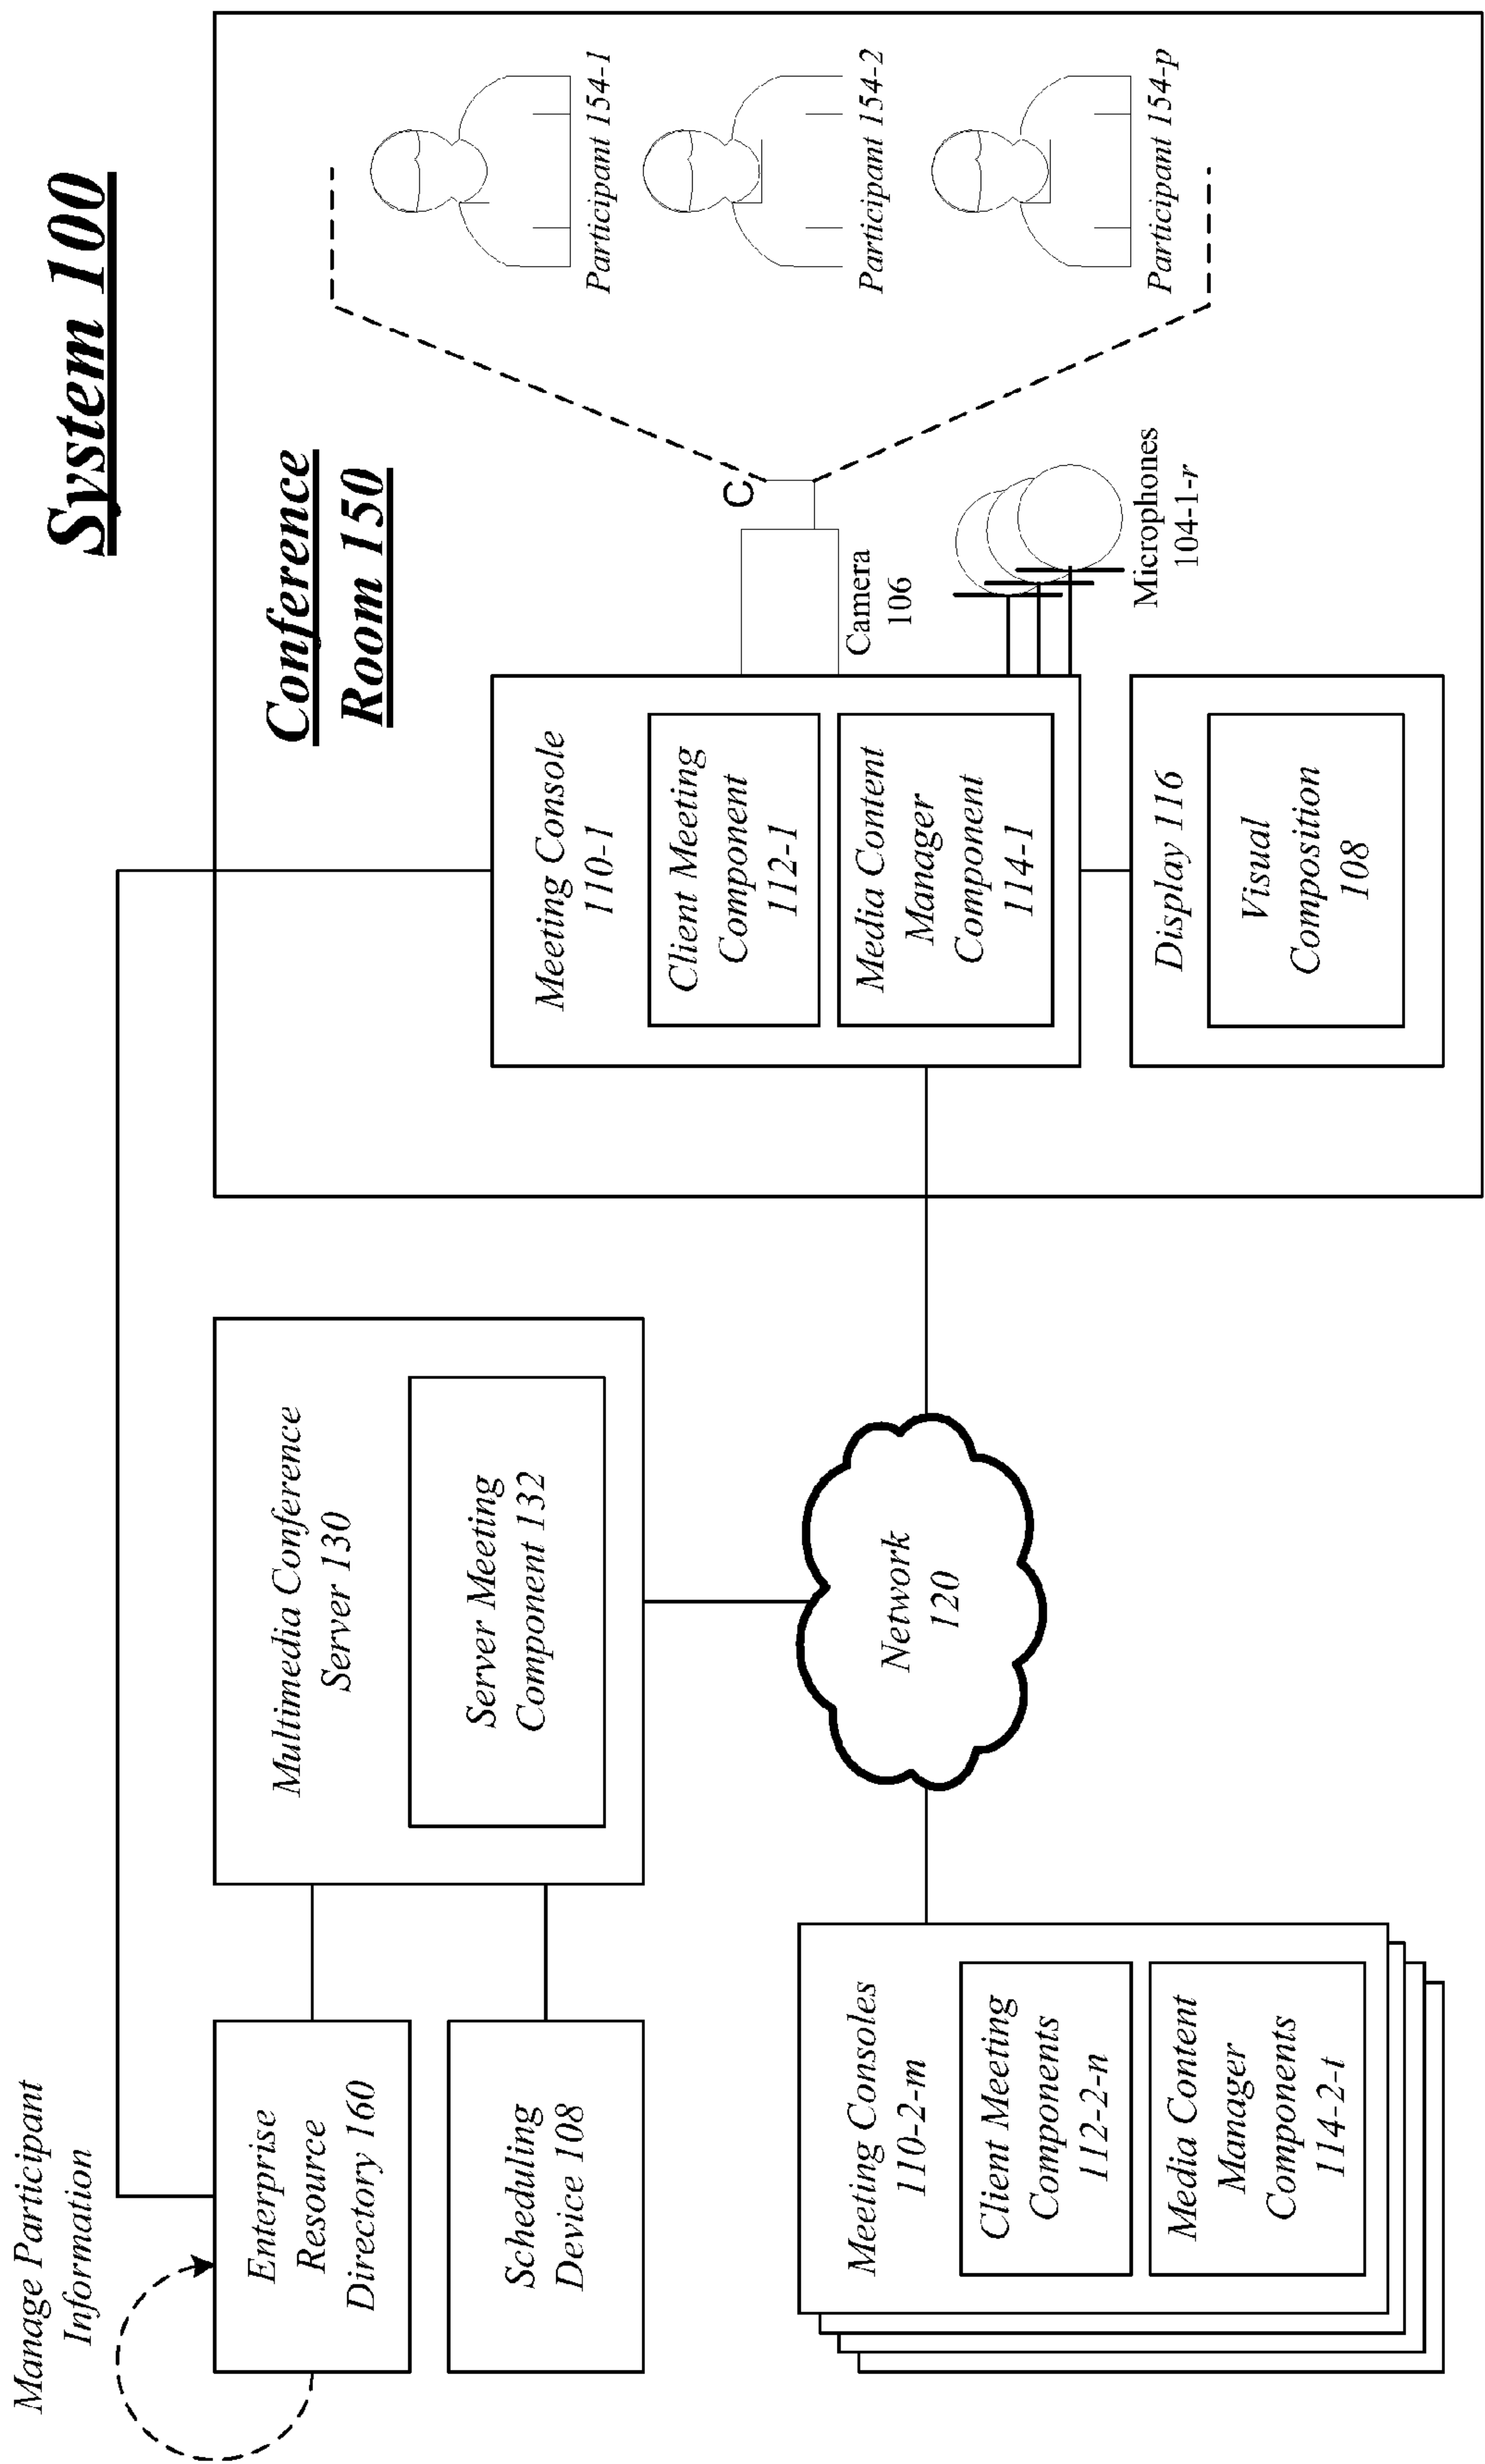 System 100
Manage Participant
Information
Enterprise
Resource
Directory 160
Scheduling
Device 108
Multimedia Conference
Server 130
Server Meeting
Component 132
Meeting Consoles
110-2-m
Client Meeting
Components
112-2-n
Media Content
Manager
Components
114-2-t
Network
120
Conference
Room 150
Meeting Console
110-1
Client Meeting
Component
112-1
Media Content
Manager
Component
114-1
Display 116
Visual
Composition
108
C
Camera
106
Microphones
104-1-r
Participant 154-1
Participant 154-2
Participant 154-p